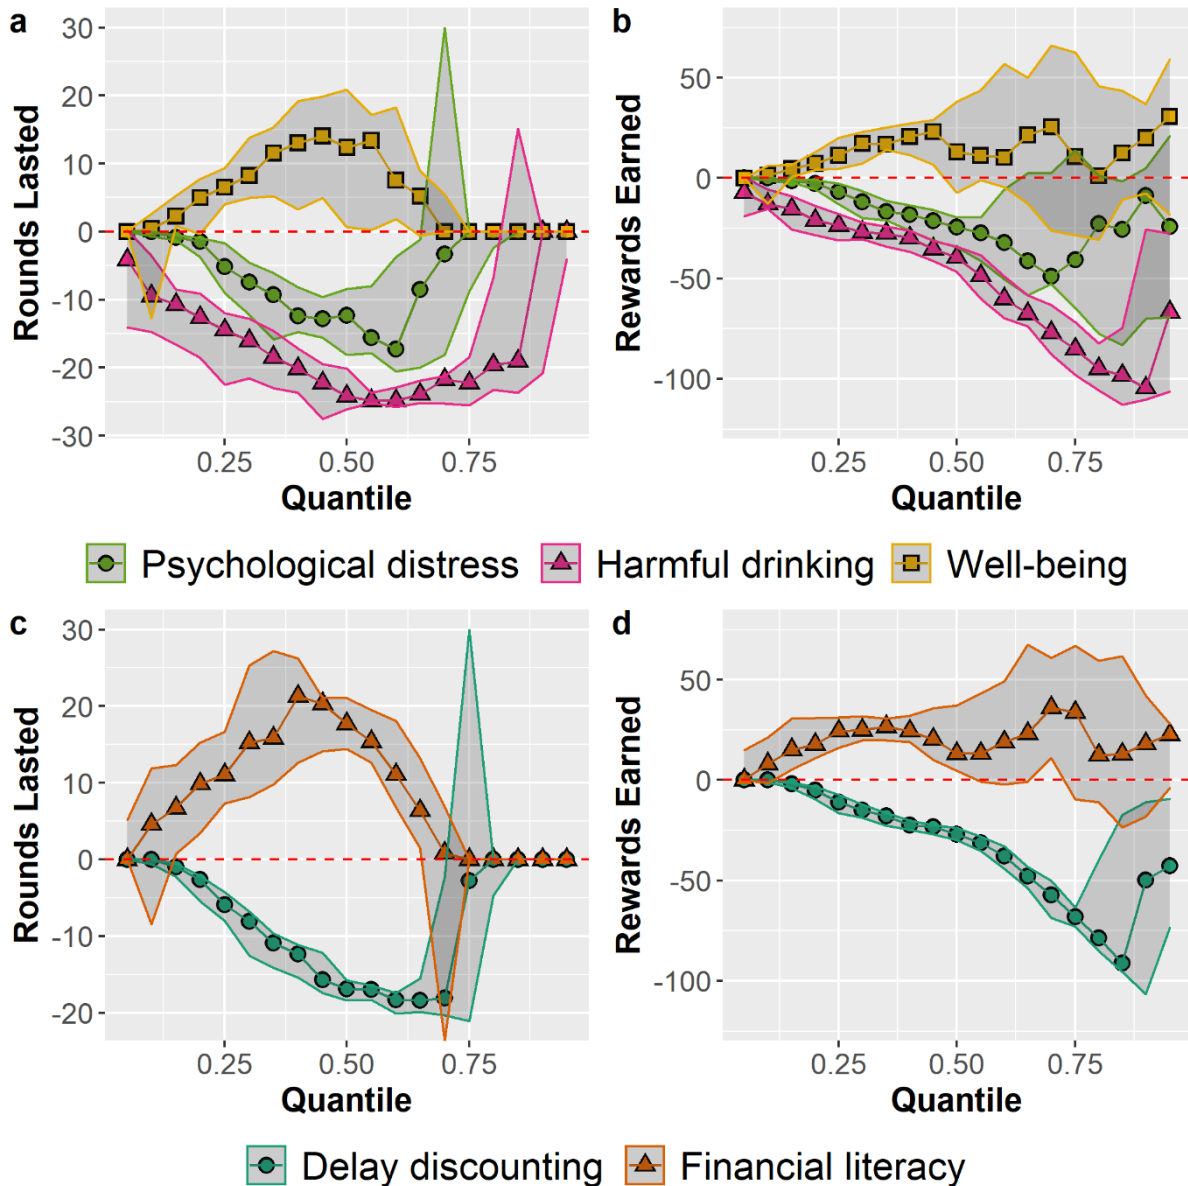 a
b
Rounds Lasted
30
20
10
0
-10
-20
-30
0.25 0.50 0.75
Quantile
Rewards Earned
50
0
-50
-100
0.25 0.50 0.75
Quantile
Psychological distress Harmful drinking Well-being
c
d
Rounds Lasted
30
20
10
0
-10
-20
0.25 0.50 0.75
Quantile
Rewards Earned
50
0
-50
-100
0.25 0.50 0.75
Quantile
Delay discounting Financial literacy